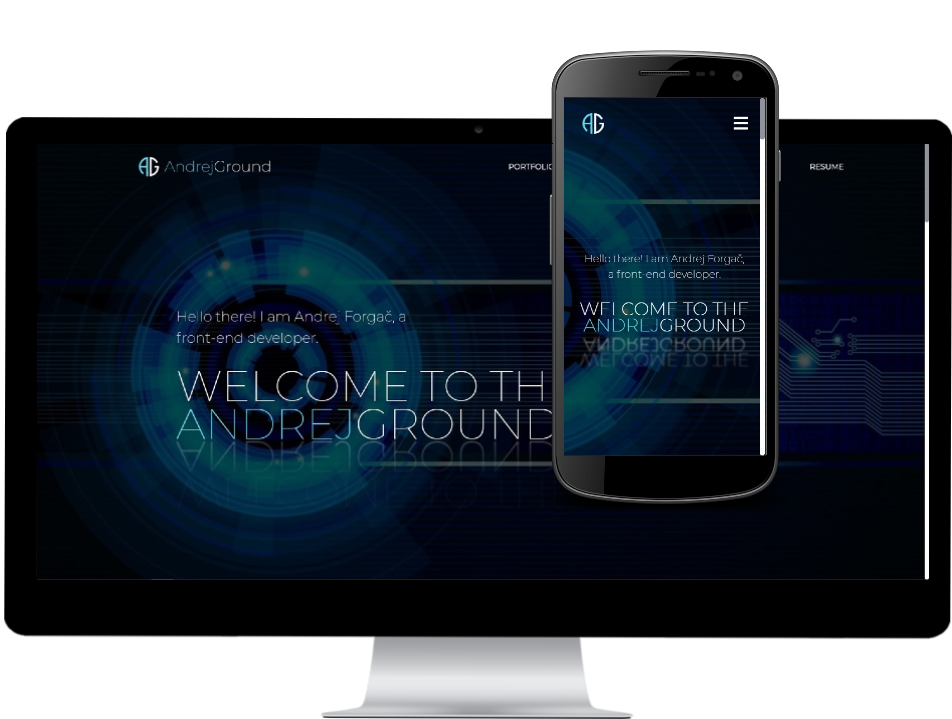 AG AndrejGround
PORTFOLIO
RESUME
Hello there! I am Andrej Forgač, a
front-end developer.
WELCOME TO TH
ANDREJGROUND
AG
Hello there! I am Andrej Forgač,
a front-end developer.
WELCOME TO THE
ANDREJGROUND